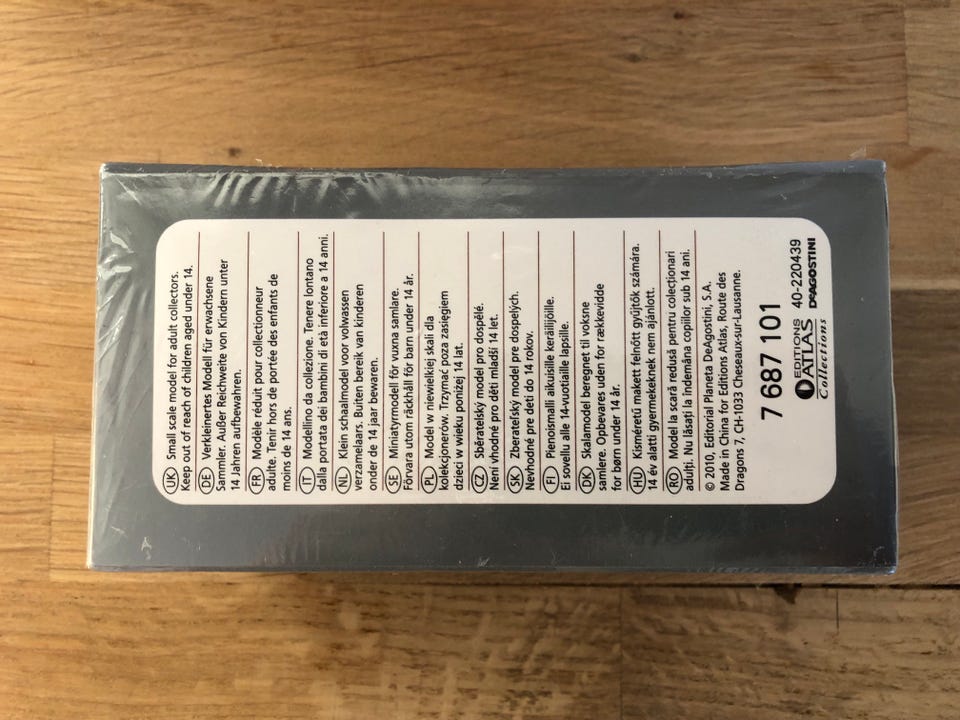 UK Small scale model for adult collectors.
Keep out of reach of children aged under 14.
DE Verkleinertes Modell für erwachsene
Sammler. Außer Reichweite von Kindern unter
14 Jahren aufbewahren.
FR Modèle réduit pour collectionneur
adulte. Tenir hors de portée des enfants de
moins de 14 ans.
IT Modellino da collezione. Tenere lontano
dalla portata dei bambini di età inferiore a 14 anni.
NL Klein schaalmodel voor volwassen
verzamelaars. Buiten bereik van kinderen
onder de 14 jaar bewaren.
SE Miniatyrmodell för vuxna samlare.
Förvara utom räckhåll för barn under 14 år.
PL Model w niewielkiej skali dla
kolekcjonerów. Trzymać poza zasięgiem
dzieci w wieku poniżej 14 lat.
CZ Sběratelský model pro dospělé.
Není vhodné pro děti mladší 14 let.
SK Zberateľský model pre dospelých.
Nevhodné pre deti do 14 rokov.
FI Pienoismalli aikuisille keräilijöille.
Ei sovellu alle 14-vuotiaille lapsille.
DK Skalamodel beregnet til voksne
samlere. Opbevares uden for rækkevidde
for børn under 14 år.
HU Kisméretű makett felnőtt gyűjtők számára.
14 év alatti gyermekeknek nem ajánlott.
RO Model la scară redusă pentru colecționari
adulți. Nu lăsați la îndemâna copiilor sub 14 ani.
© 2010, Editorial Planeta DeAgostini, S.A.
Made in China for Editions Atlas, Route des
Dragons 7, CH-1033 Cheseaux-sur-Lausanne.
7 687 101
EDITIONS 40-220439
ATLAS DEAGOSTINI
Collections